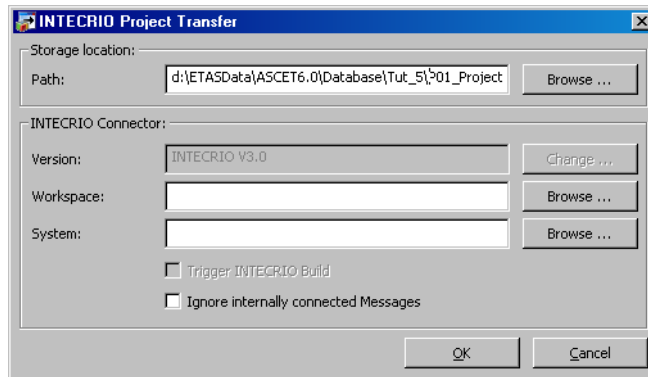 INTECRIO Project Transfer
Storage location:
Path: d:\ETASData\ASCET6.0\Database\Tut_5\P01_Project Browse ...
INTECRIO Connector:
Version: INTECRIO V3.0 Change ...
Workspace: Browse ...
System: Browse ...
Trigger INTECRIO Build
Ignore internally connected Messages
OK Cancel